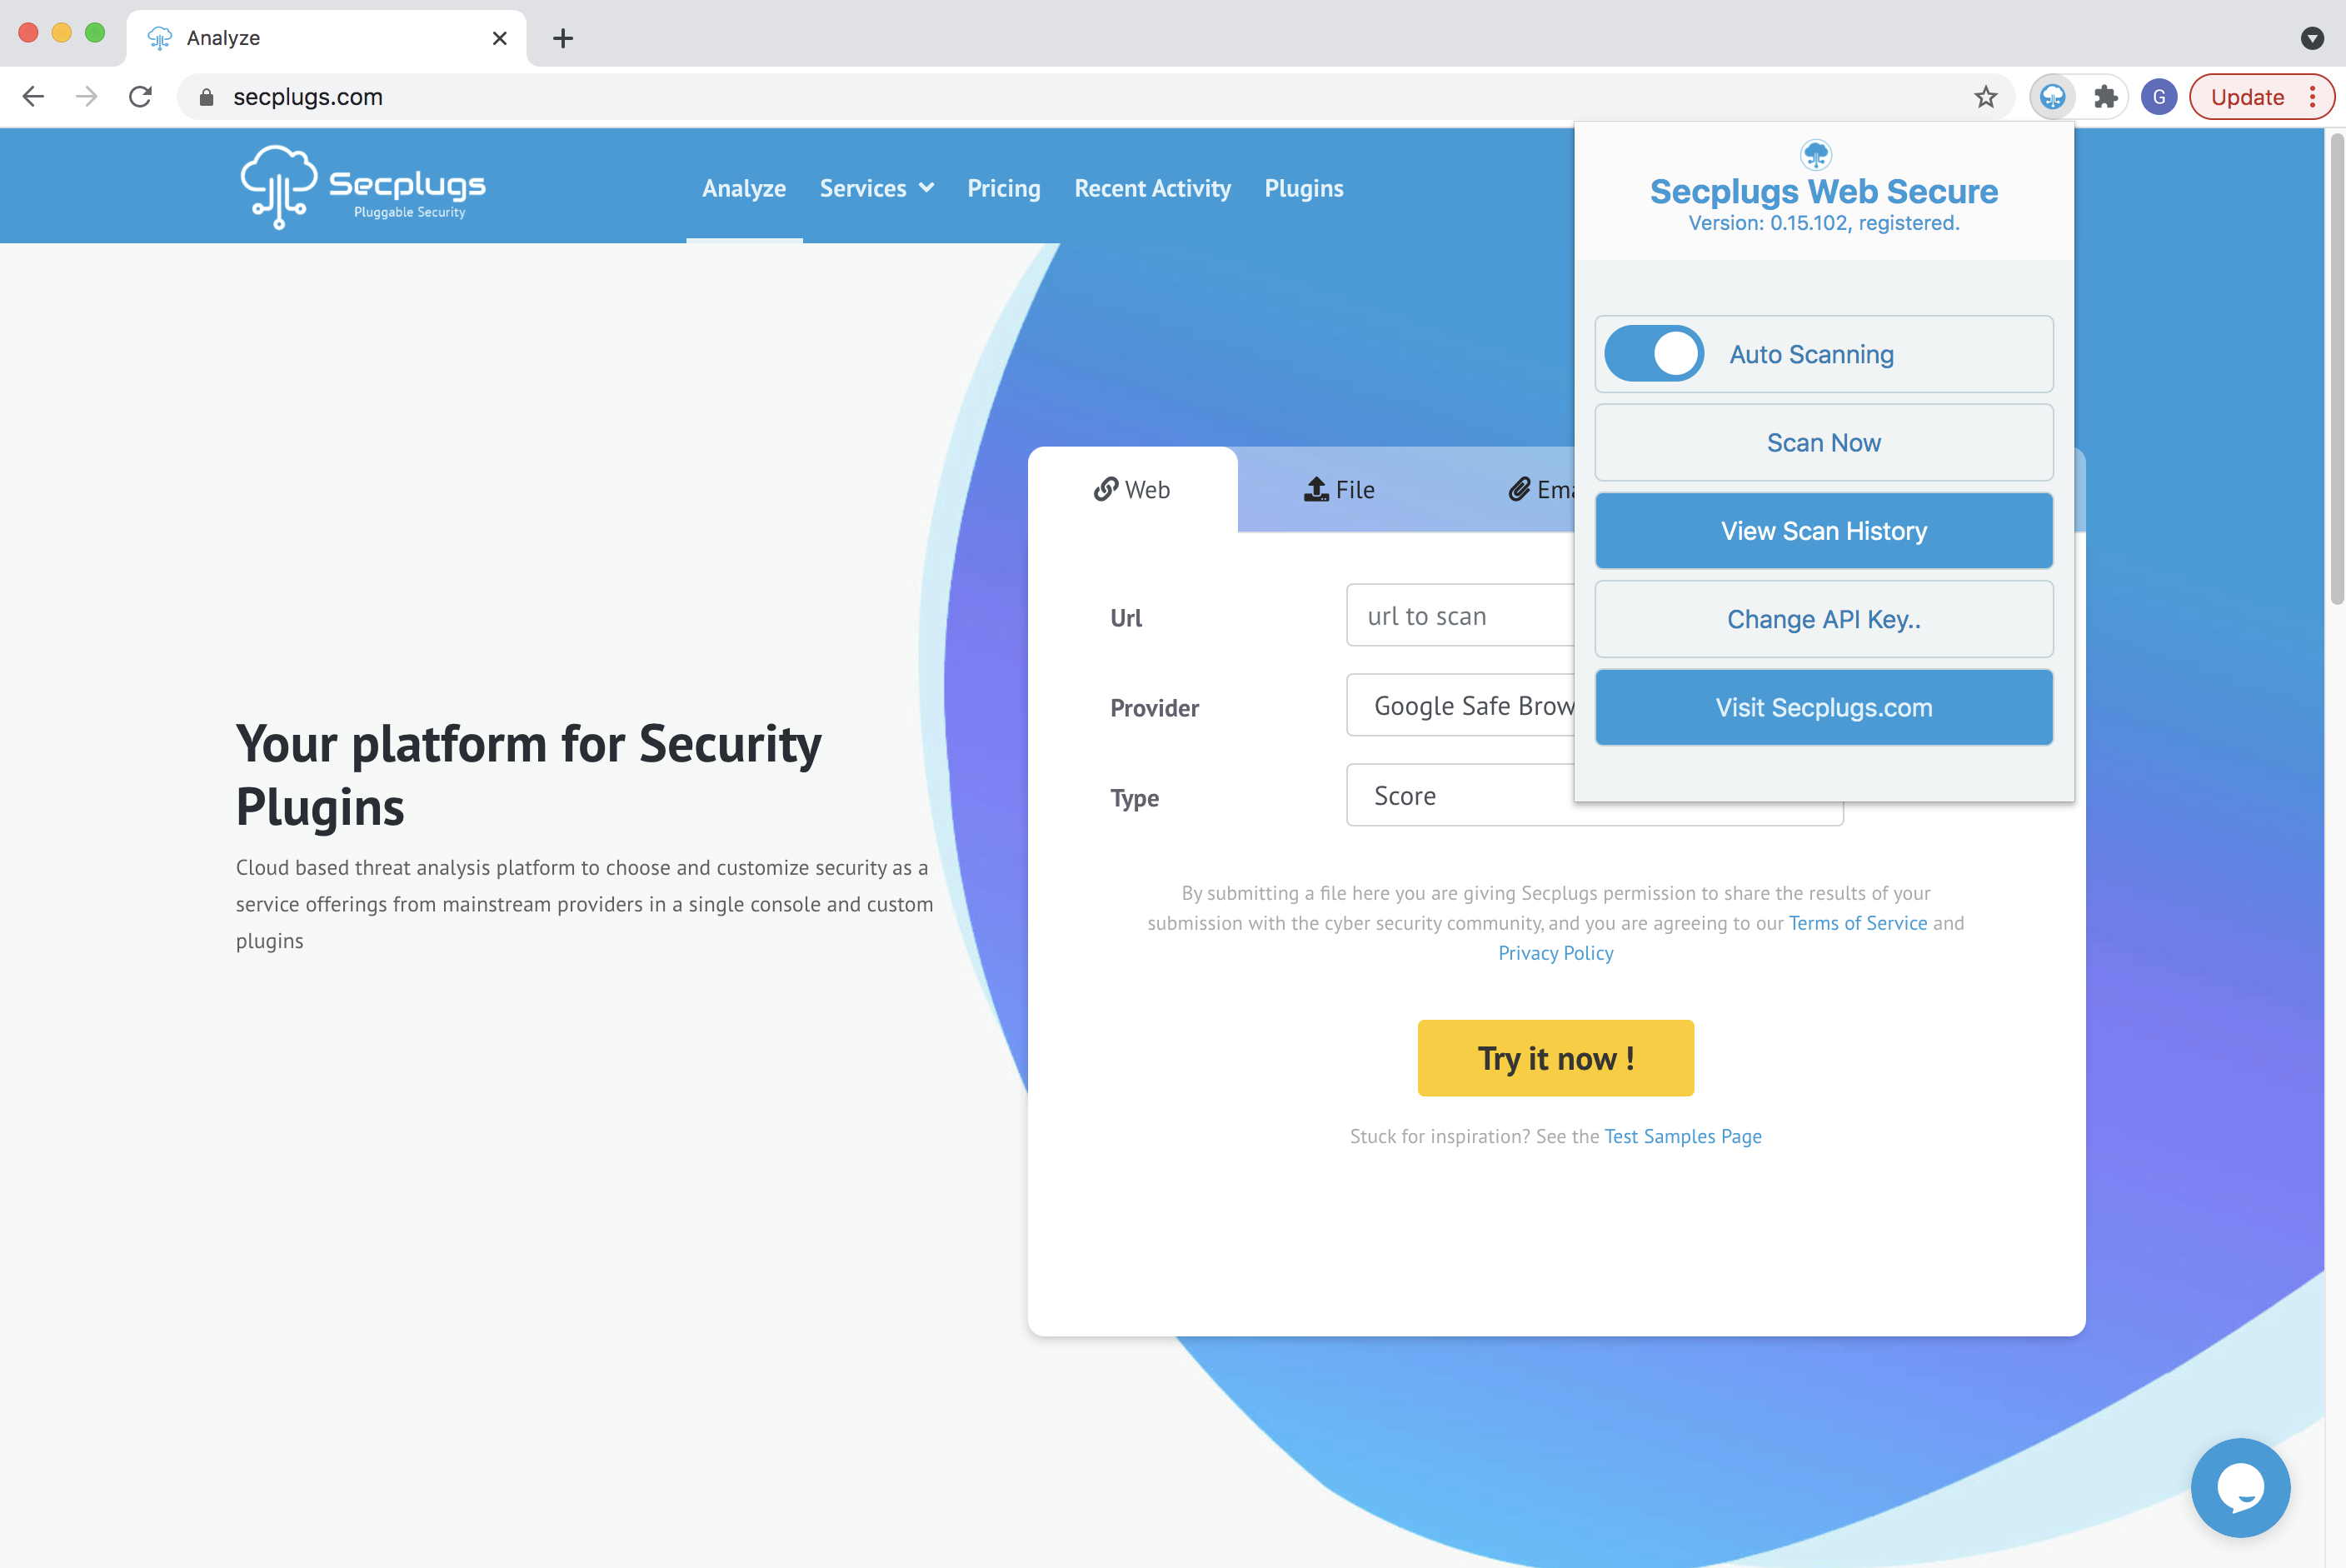 Analyze
secplugs.com
G
Update
Secplugs
Pluggable Security
Analyze
Services
Pricing
Recent Activity
Plugins
Secplugs Web Secure
Version: 0.15.102, registered.
Auto Scanning
Scan Now
View Scan History
Change API Key..
Visit Secplugs.com
Web
File
Url
url to scan
Provider
Google Safe
Type
Score
Your platform for Security
Plugins
Cloud based threat analysis platform to choose and customize security as a
service offerings from mainstream providers in a single console and custom
plugins
By submitting a file here you are giving Secplugs permission to share the results of your
submission with the cyber security community, and you are agreeing to our Terms of Service and
Privacy Policy
Try it now !
Stuck for inspiration? See the Test Samples Page